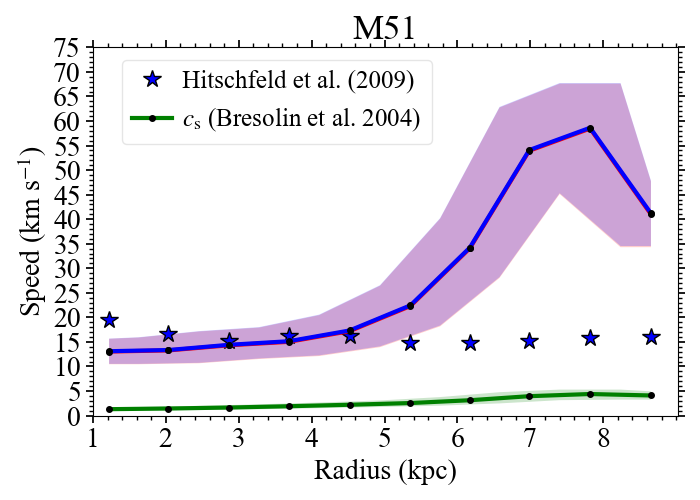 M51
75
70
65
60
55
50
45
40
35
30
25
20
15
10
5
0
Speed (km s⁻¹)
Hitschfeld et al. (2009)
cₛ (Bresolin et al. 2004)
1 2 3 4 5 6 7 8
Radius (kpc)